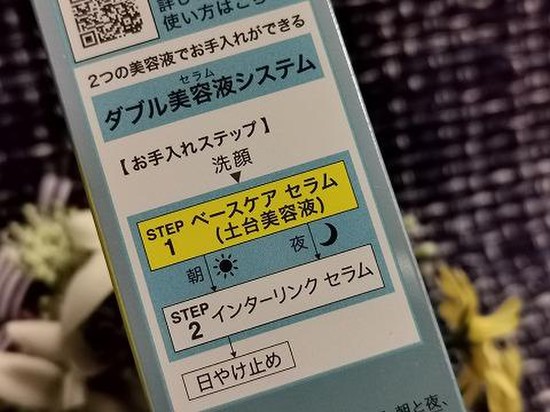 使い方はこ
2つの美容液でお手入れができる
セラム
ダブル美容液システム
【お手入れステップ】
洗顔
STEP 1 ベースケア セラム
(土台美容液)
朝 夜
STEP 2 インターリンク セラム
日やけ止め
朝と夜、